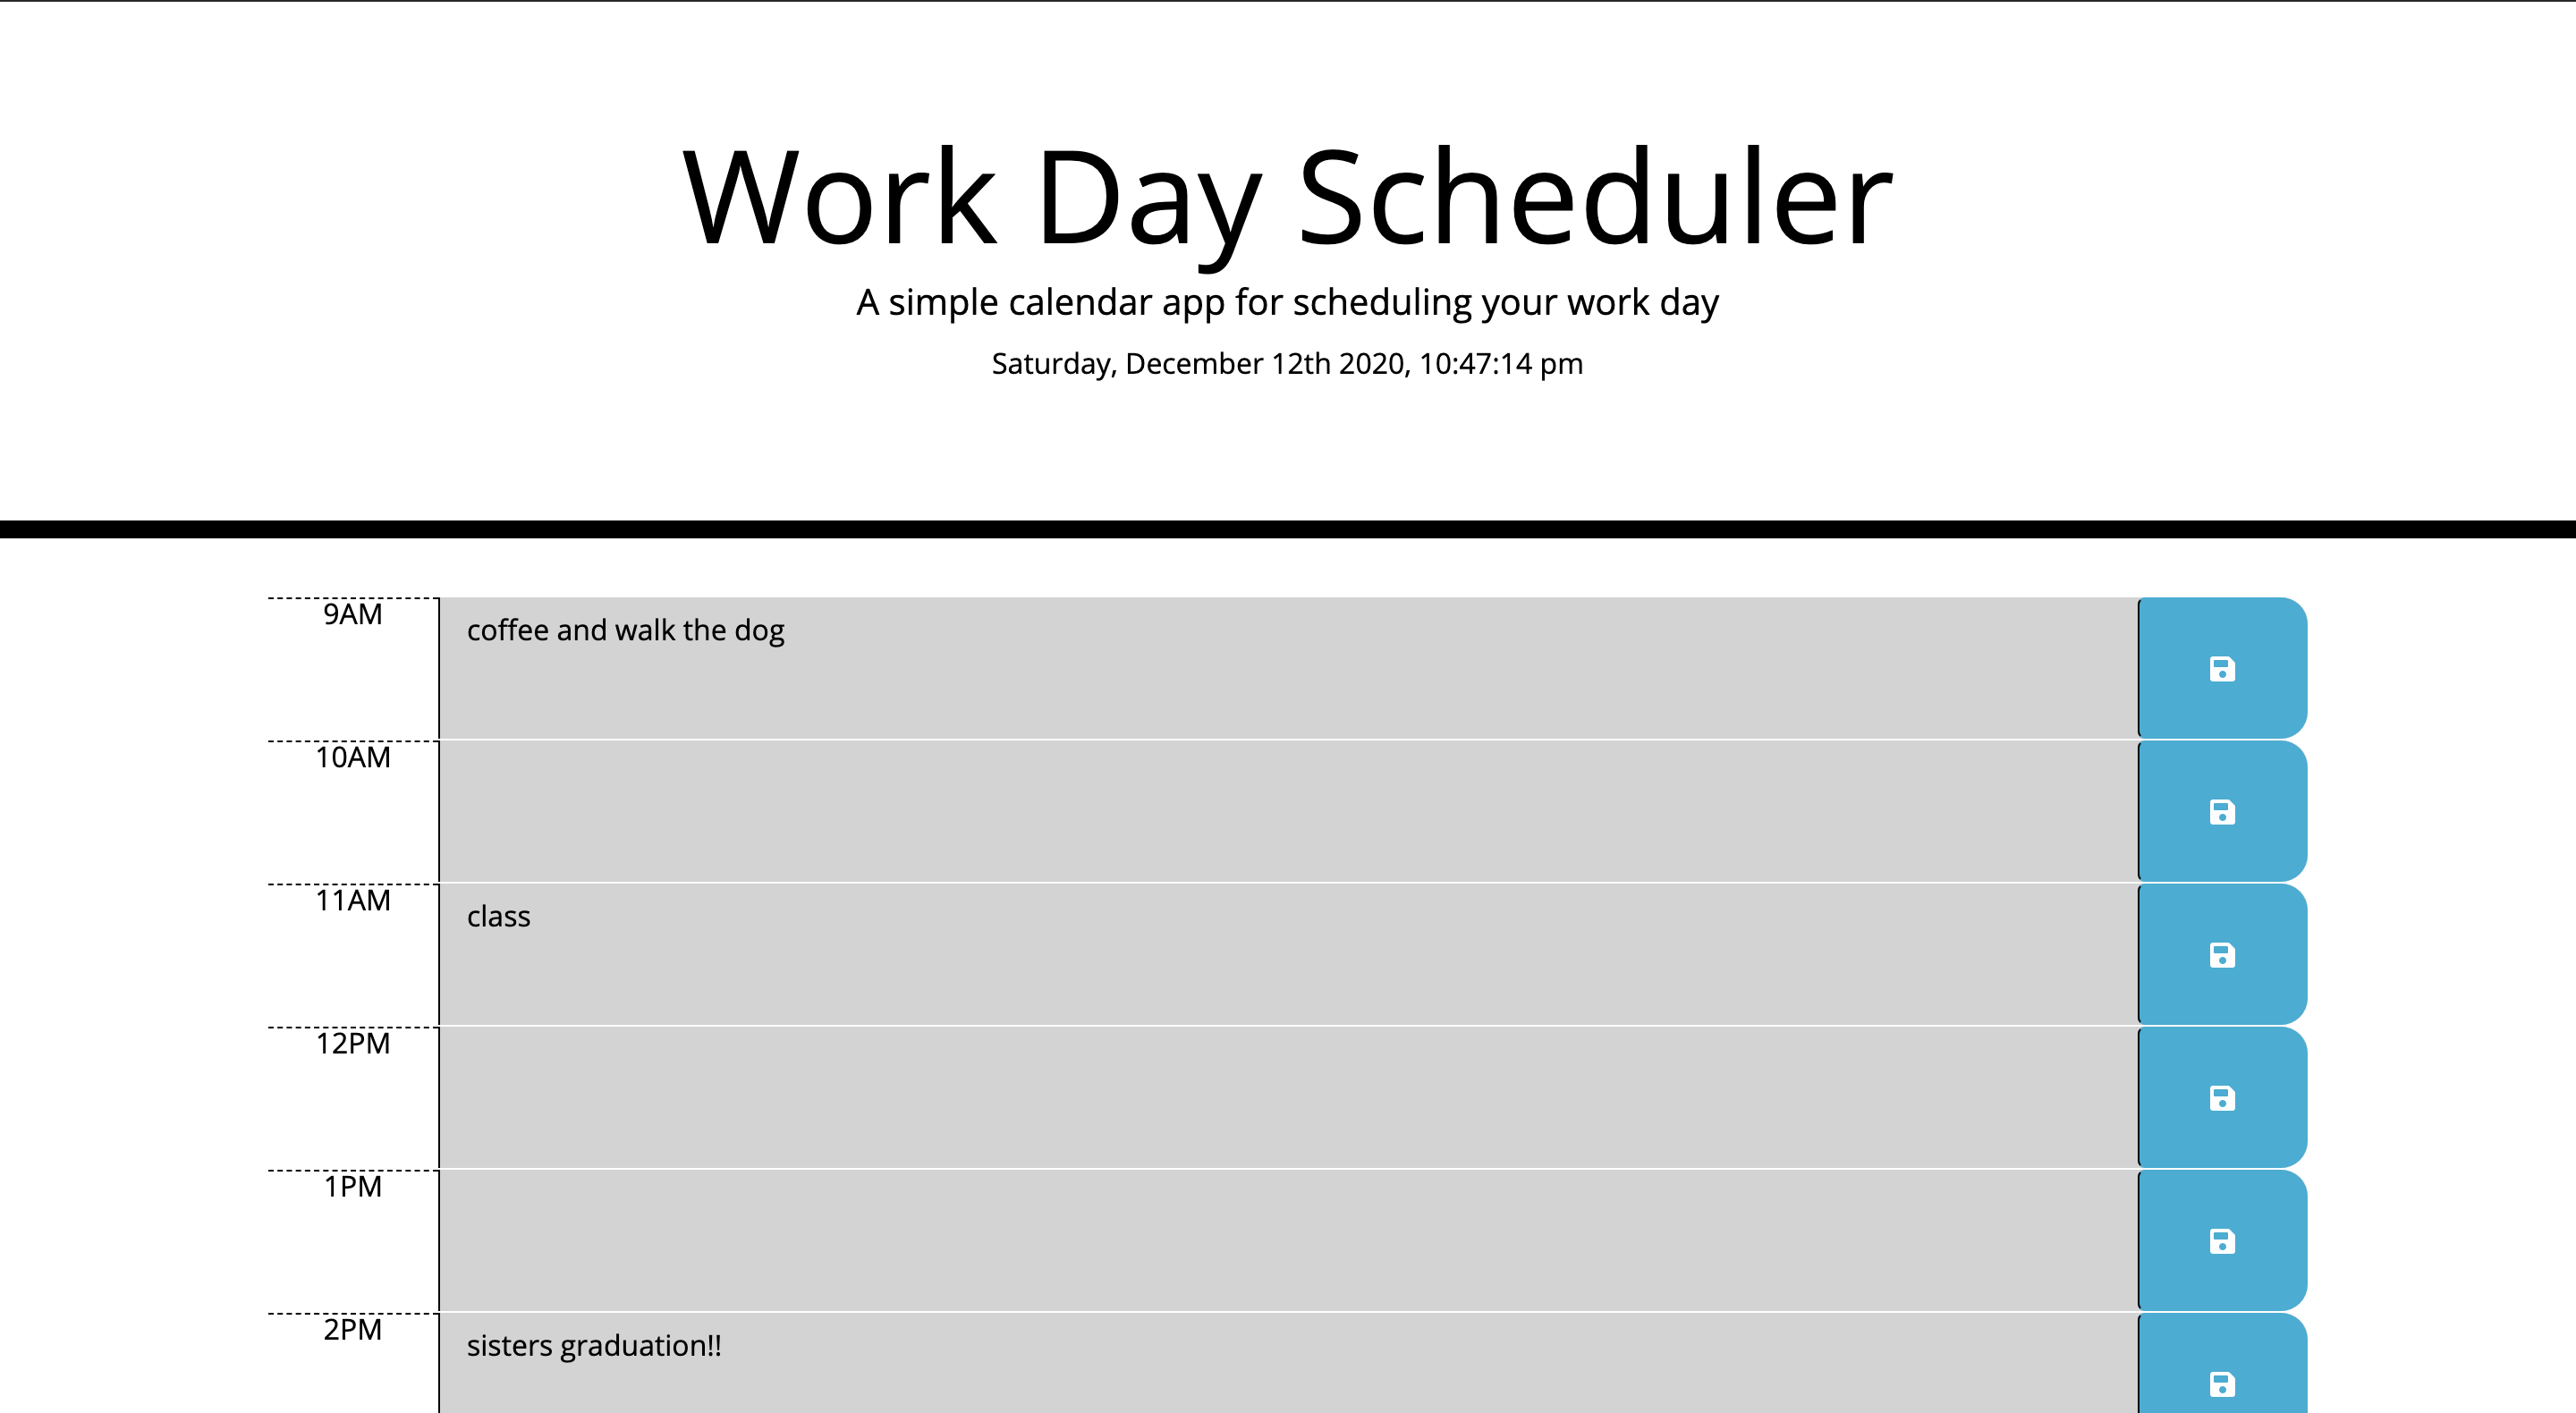 Work Day Scheduler
A simple calendar app for scheduling your work day
Saturday, December 12th 2020, 10:47:14 pm
9AM
coffee and walk the dog
10AM
11AM
class
12PM
1PM
2PM
sisters graduation!!